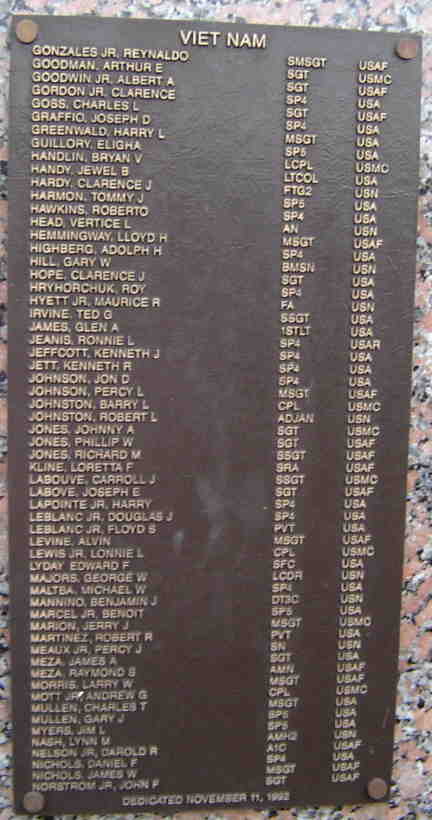 VIET NAM
GONZALES JR, REYNALDO SMSGT USAF
GOODMAN, ARTHUR E SGT USMC
GOODWIN JR, ALBERT A SGT USAF
GORDON JR, CLARENCE SP4 USA
GOSS, CHARLES L SGT USAF
GRAFFIO, JOSEPH D SP4 USA
GREENWALD, HARRY L MSGT USA
GUILLORY, ELIGHA SP5 USA
HANDLIN, BRYAN V LCPL USMC
HANDY, JEWEL B LTCOL USA
HARDY, CLARENCE J FTG2 USN
HARMON, TOMMY J SP5 USA
HAWKINS, ROBERTO SP4 USA
HEAD, VERTICE L AN USN
HEMMINGWAY, LLOYD H MSGT USAF
HIGHBERG, ADOLPH H SP4 USA
HILL, GARY W BMSN USN
HOPE, CLARENCE J SGT USA
HRYHORCHUK, ROY SP4 USA
HYETT JR, MAURICE R FA USN
IRVINE, TED G SSGT USA
JAMES, GLEN A 1STLT USA
JEANIS, RONNIE L SP4 USAR
JEFFCOTT, KENNETH J SP4 USA
JETT, KENNETH R SP4 USA
JOHNSON, JON D SP4 USA
JOHNSON, PERCY L MSGT USAF
JOHNSTON, BARRY L CPL USMC
JOHNSTON, ROBERT L ADJAN USN
JONES, JOHNNY A SGT USMC
JONES, PHILLIP W SGT USAF
JONES, RICHARD M SSGT USAF
KLINE, LORETTA F SRA USAF
LABOUVE, CARROLL J SSGT USMC
LABOVE, JOSEPH E SGT USAF
LAPOINTE JR, HARRY SP4 USA
LEBLANC JR, DOUGLAS J SP4 USA
LEBLANC JR, FLOYD S PVT USA
LEVINE, ALVIN MSGT USAF
LEWIS JR, LONNIE L CPL USMC
LYDAY EDWARD F SFC USA
MAJORS, GEORGE W LCDR USN
MALTBA, MICHAEL W SP4 USA
MANNINO, BENJAMIN J DT3C USN
MARCEL JR, BENOIT SP5 USA
MARION, JERRY J MSGT USMC
MARTINEZ, ROBERT R PVT USA
MEAUX JR, PERCY J SN USN
MEZA, JAMES A SGT USA
MEZA, RAYMOND S AMN USAF
MORRIS, LARRY W MSGT USAF
MOTT JR, ANDREW G CPL USMC
MULLEN, CHARLES T MSGT USA
MULLEN, GARY J SP5 USA
MYERS, JIM L SP5 USA
NASH, LYNN M AMH2 USN
NELSON JR, DAROLD R A1C USAF
NICHOLS, DANIEL F SP4 USA
NICHOLS, JAMES W MSGT USAF
NORSTROM JR, JOHN F SGT USAF
DEDICATED NOVEMBER 11, 1992